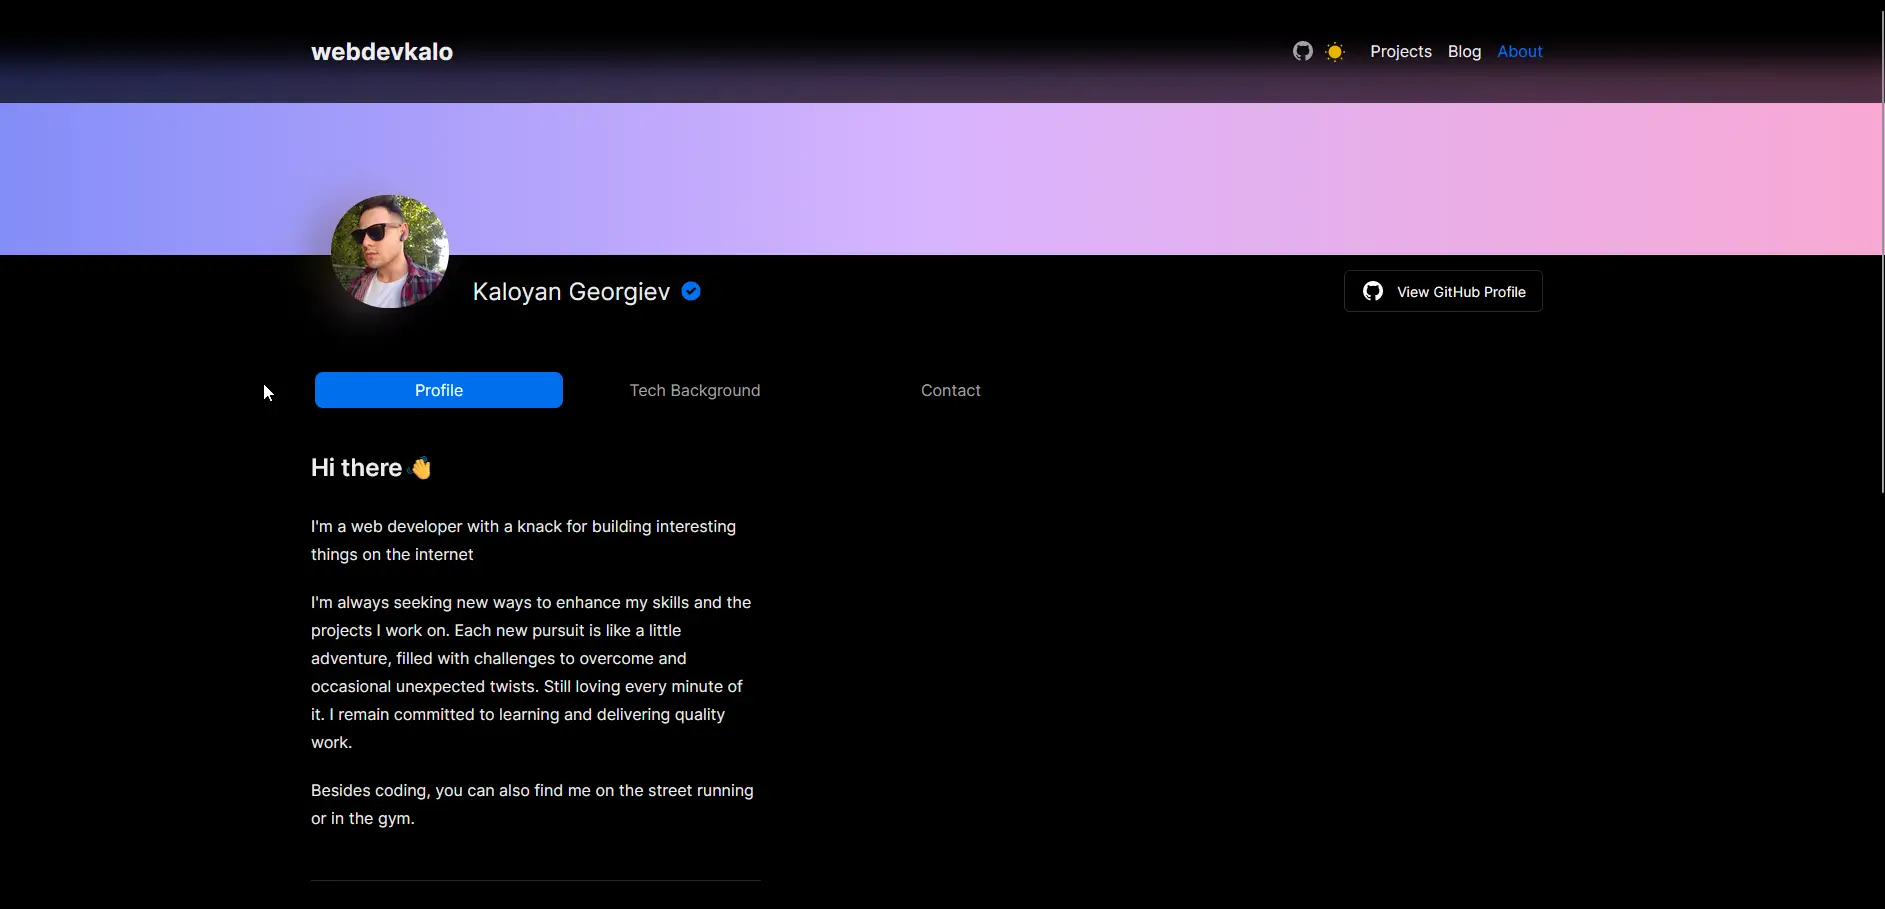 webdevkalo
Projects Blog About
Kaloyan Georgiev
View GitHub Profile
Profile Tech Background Contact
Hi there 👋
I'm a web developer with a knack for building interesting
things on the internet
I'm always seeking new ways to enhance my skills and the
projects I work on. Each new pursuit is like a little
adventure, filled with challenges to overcome and
occasional unexpected twists. Still loving every minute of
it. I remain committed to learning and delivering quality
work.
Besides coding, you can also find me on the street running
or in the gym.